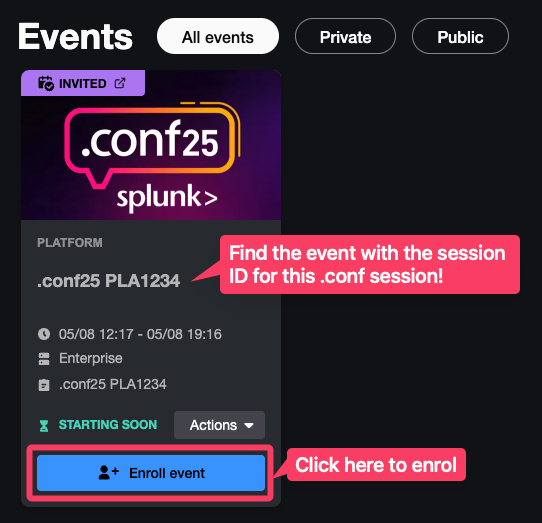 Events
All events
Private
Public
INVITED
.conf25
splunk>
PLATFORM
.conf25 PLA1234
Find the event with the session
ID for this .conf session!
05/08 12:17 - 05/08 19:16
Enterprise
.conf25 PLA1234
STARTING SOON
Actions
Enroll event
Click here to enrol